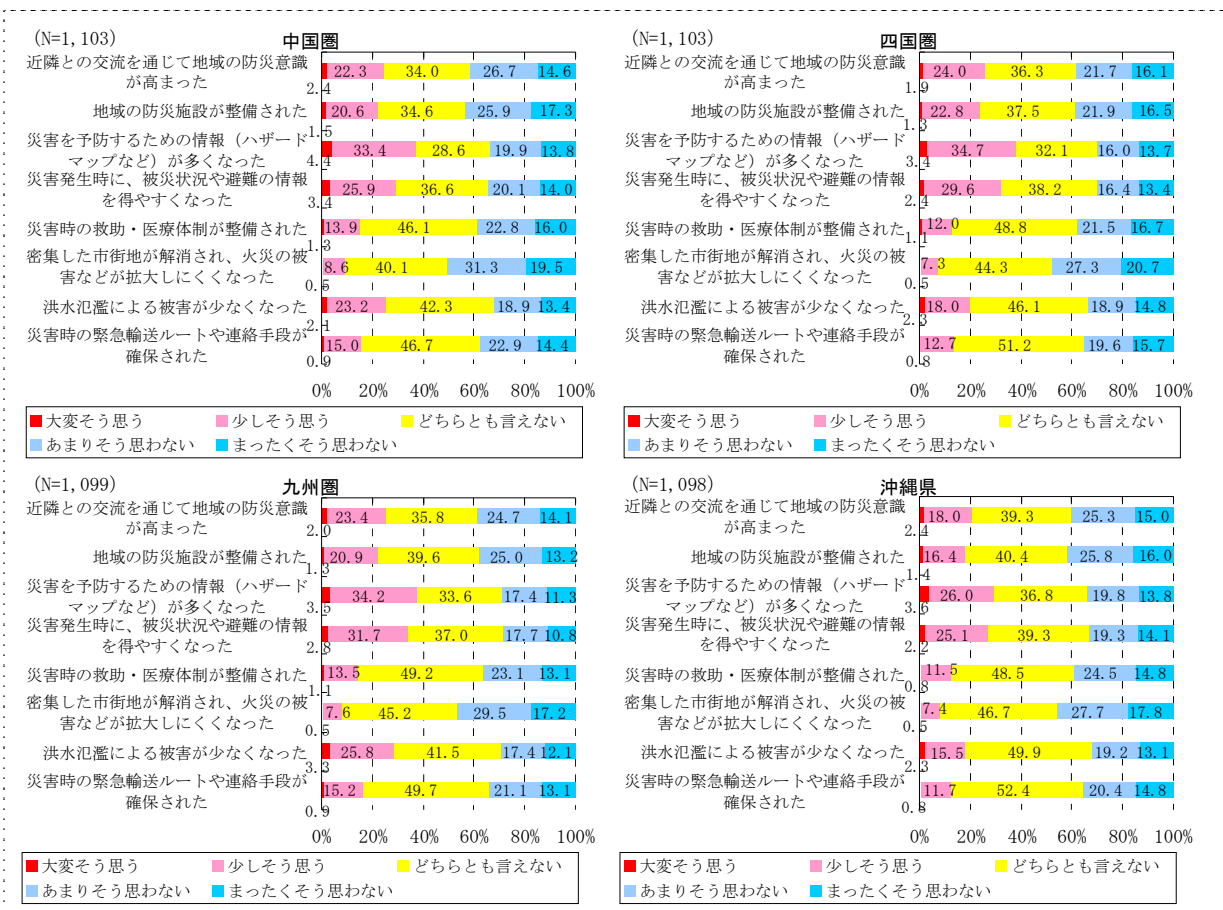 (N=1,103)
中国圏
近隣との交流を通じて地域の防災意識
が高まった
22.3 34.0 26.7 14.6
2.4
地域の防災施設が整備された
20.6 34.6 25.9 17.3
1.5
災害を予防するための情報（ハザード
マップなど）が多くなった
33.4 28.6 19.9 13.8
4.4
災害発生時に、被災状況や避難の情報
を得やすくなった
25.9 36.6 20.1 14.0
3.4
災害時の救助・医療体制が整備された
13.9 46.1 22.8 16.0
1.3
密集した市街地が解消され、火災の被
害などが拡大しにくくなった
8.6 40.1 31.3 19.5
0.5
洪水氾濫による被害が少なくなった
23.2 42.3 18.9 13.4
2.1
災害時の緊急輸送ルートや連絡手段が
確保された
15.0 46.7 22.9 14.4
0.9
0% 20% 40% 60% 80% 100%
大変そう思う 少しそう思う どちらとも言えない
あまりそう思わない まったくそう思わない
(N=1,103)
四国圏
近隣との交流を通じて地域の防災意識
が高まった
24.0 36.3 21.7 16.1
1.9
地域の防災施設が整備された
22.8 37.5 21.9 16.5
1.3
災害を予防するための情報（ハザード
マップなど）が多くなった
34.7 32.1 16.0 13.7
3.4
災害発生時に、被災状況や避難の情報
を得やすくなった
29.6 38.2 16.4 13.4
2.4
災害時の救助・医療体制が整備された
12.0 48.8 21.5 16.7
1.1
密集した市街地が解消され、火災の被
害などが拡大しにくくなった
7.3 44.3 27.3 20.7
0.5
洪水氾濫による被害が少なくなった
18.0 46.1 18.9 14.8
2.3
災害時の緊急輸送ルートや連絡手段が
確保された
12.7 51.2 19.6 15.7
0.8
0% 20% 40% 60% 80% 100%
大変そう思う 少しそう思う どちらとも言えない
あまりそう思わない まったくそう思わない
(N=1,099)
九州圏
近隣との交流を通じて地域の防災意識
が高まった
23.4 35.8 24.7 14.1
2.0
地域の防災施設が整備された
20.9 39.6 25.0 13.2
1.3
災害を予防するための情報（ハザード
マップなど）が多くなった
34.2 33.6 17.4 11.3
3.5
災害発生時に、被災状況や避難の情報
を得やすくなった
31.7 37.0 17.7 10.8
2.8
災害時の救助・医療体制が整備された
13.5 49.2 23.1 13.1
1.1
密集した市街地が解消され、火災の被
害などが拡大しにくくなった
7.6 45.2 29.5 17.2
0.5
洪水氾濫による被害が少なくなった
25.8 41.5 17.4 12.1
3.3
災害時の緊急輸送ルートや連絡手段が
確保された
15.2 49.7 21.1 13.1
0.9
0% 20% 40% 60% 80% 100%
大変そう思う 少しそう思う どちらとも言えない
あまりそう思わない まったくそう思わない
(N=1,098)
沖縄県
近隣との交流を通じて地域の防災意識
が高まった
18.0 39.3 25.3 15.0
2.4
地域の防災施設が整備された
16.4 40.4 25.8 16.0
1.4
災害を予防するための情報（ハザード
マップなど）が多くなった
26.0 36.8 19.8 13.8
3.6
災害発生時に、被災状況や避難の情報
を得やすくなった
25.1 39.3 19.3 14.1
2.2
災害時の救助・医療体制が整備された
11.5 48.5 24.5 14.8
0.8
密集した市街地が解消され、火災の被
害などが拡大しにくくなった
7.4 46.7 27.7 17.8
0.5
洪水氾濫による被害が少なくなった
15.5 49.9 19.2 13.1
2.3
災害時の緊急輸送ルートや連絡手段が
確保された
11.7 52.4 20.4 14.8
0.8
0% 20% 40% 60% 80% 100%
大変そう思う 少しそう思う どちらとも言えない
あまりそう思わない まったくそう思わない